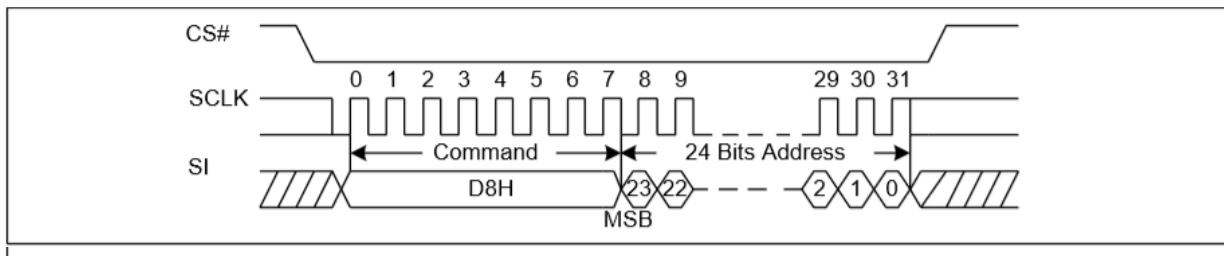 CS#
0 1 2 3 4 5 6 7 8 9 29 30 31
SCLK
Command 24 Bits Address
SI
D8H 23 22 2 1 0
MSB